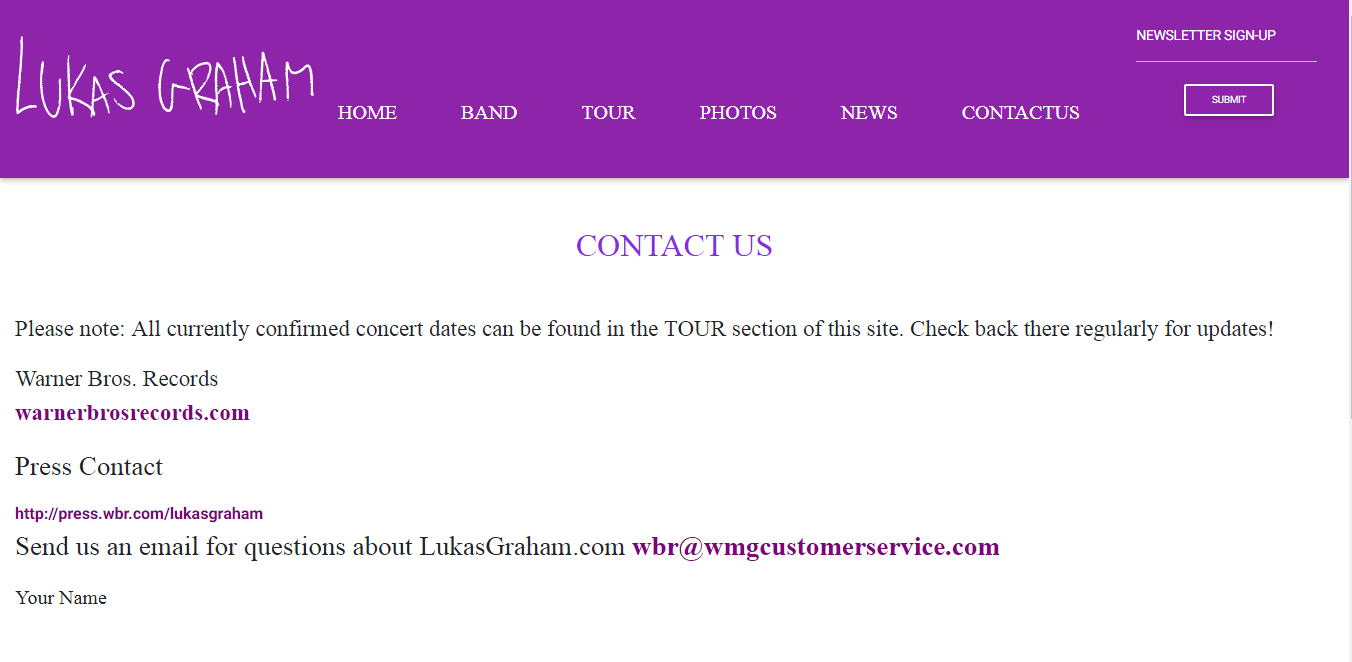 LUKAS GRAHAM
HOME BAND TOUR PHOTOS NEWS CONTACTUS
NEWSLETTER SIGN-UP
SUBMIT
CONTACT US
Please note: All currently confirmed concert dates can be found in the TOUR section of this site. Check back there regularly for updates!
Warner Bros. Records
warnerbrosrecords.com
Press Contact
http://press.wbr.com/lukasgraham
Send us an email for questions about LukasGraham.com wbr@wmgcustomerservice.com
Your Name